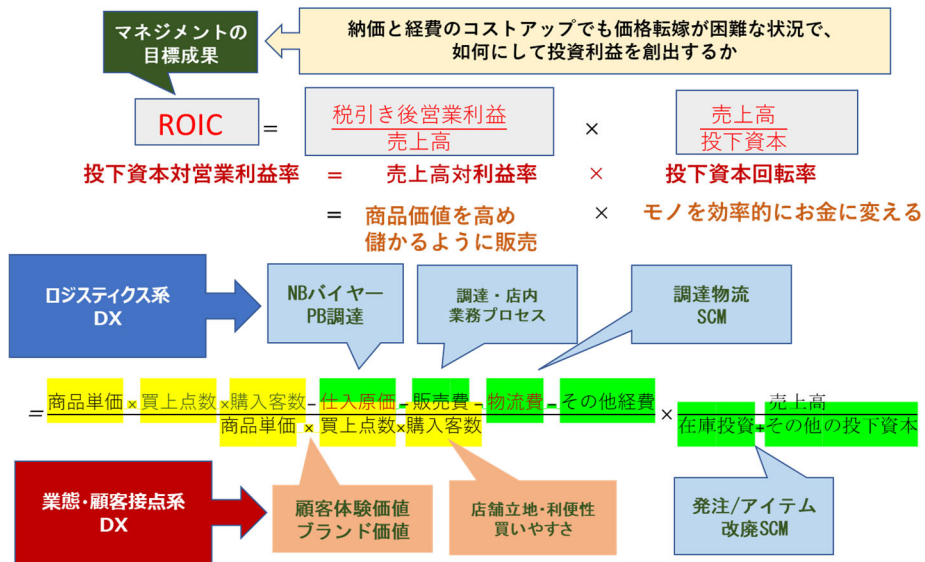 マネジメントの
目標成果
納価と経費のコストアップでも価格転嫁が困難な状況で、
如何にして投資利益を創出するか
ROIC = 税引き後営業利益 × 売上高
売上高 投下資本
投下資本対営業利益率 = 売上高対利益率 × 投下資本回転率
= 商品価値を高め × モノを効率的にお金に変える
儲かるように販売
ロジスティクス系
DX
NBバイヤー
PB調達
調達・店内
業務プロセス
調達物流
SCM
=商品単価×買上点数×購入客数−仕入原価−販売費−物流費−その他経費 × 売上高
商品単価×買上点数×購入客数 在庫投資+その他の投下資本
業態・顧客接点系
DX
顧客体験価値
ブランド価値
店舗立地・利便性
買いやすさ
発注/アイテム
改廃SCM